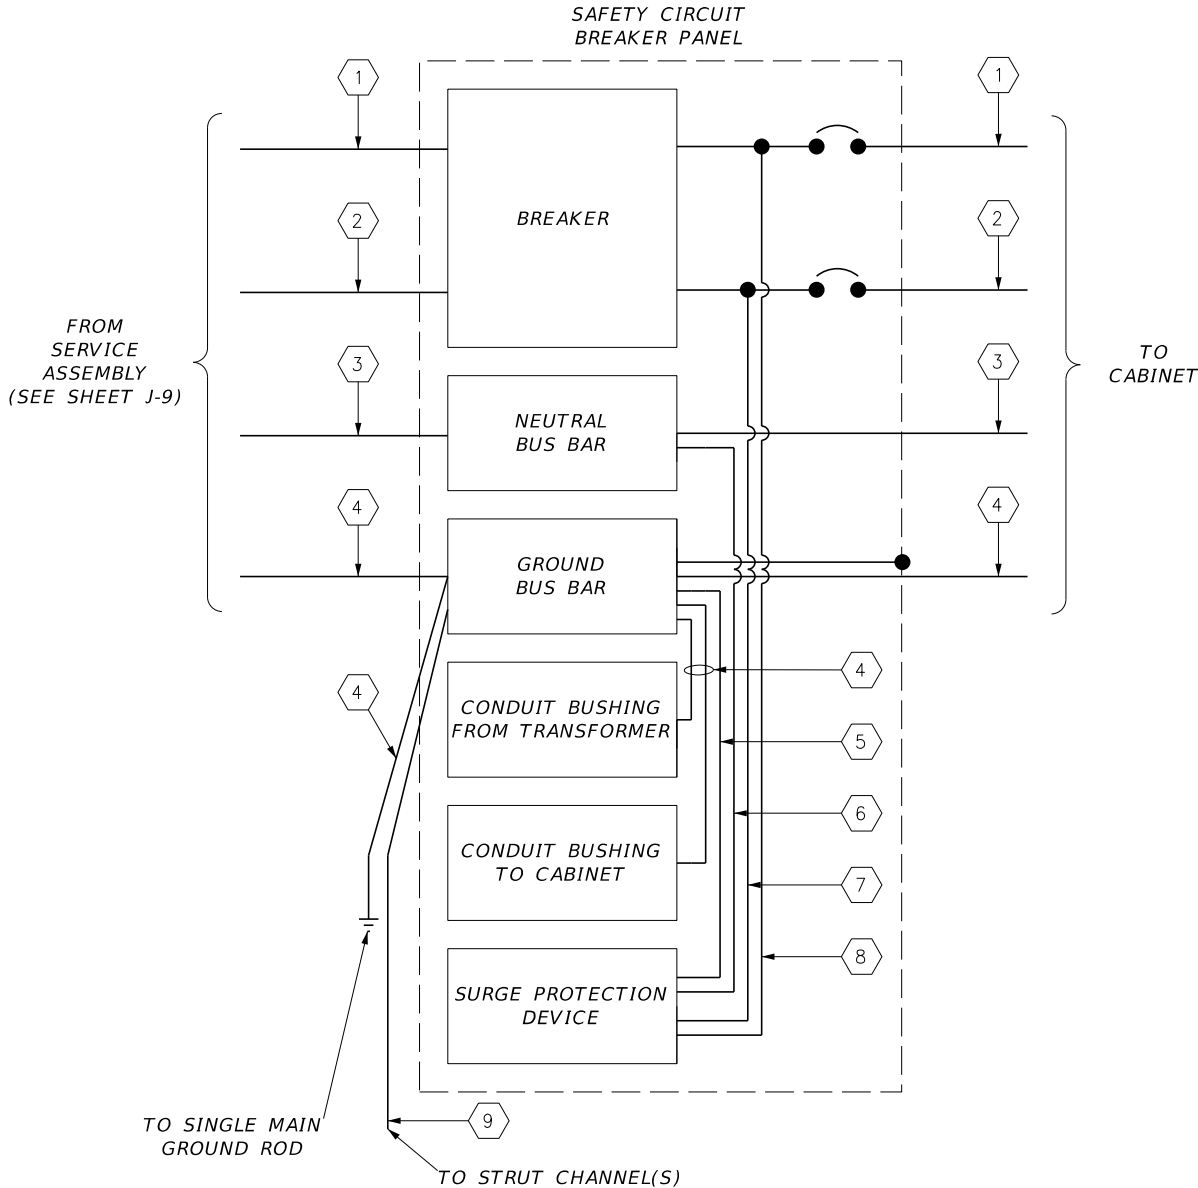 SAFETY CIRCUIT
BREAKER PANEL
1
1
BREAKER
2
2
FROM
SERVICE
ASSEMBLY
(SEE SHEET J-9)
3
3
TO
CABINET
NEUTRAL
BUS BAR
4
4
GROUND
BUS BAR
4
4
CONDUIT BUSHING
FROM TRANSFORMER
5
6
CONDUIT BUSHING
TO CABINET
7
8
SURGE PROTECTION
DEVICE
TO SINGLE MAIN
GROUND ROD
9
TO STRUT CHANNEL(S)